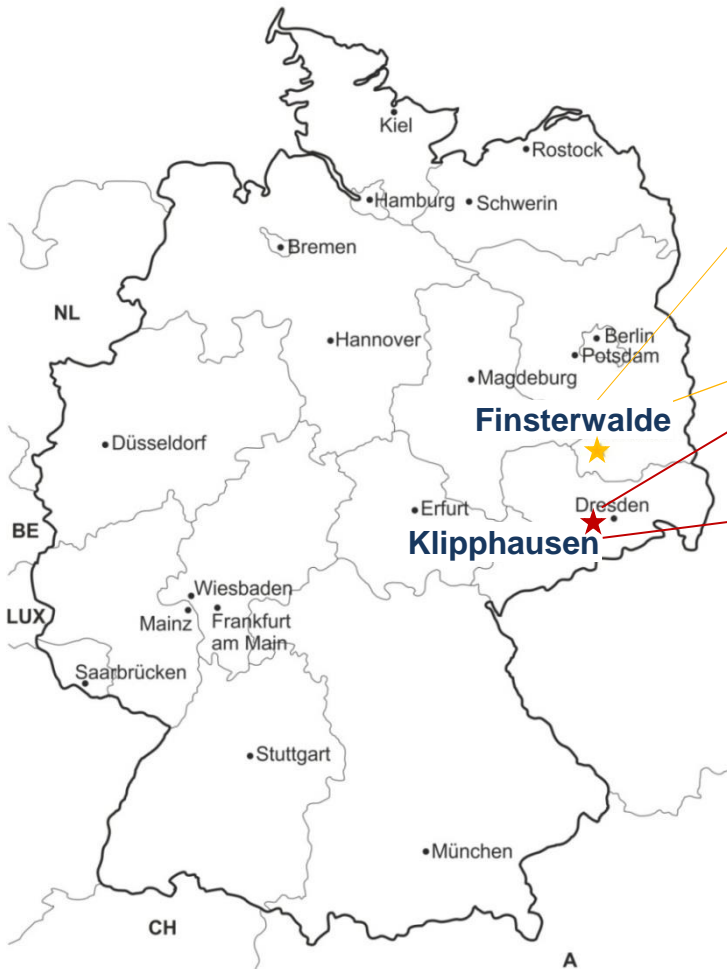 Kiel
Rostock
Hamburg
Schwerin
Bremen
NL
Hannover
Berlin
Potsdam
Magdeburg
Finsterwalde
Düsseldorf
Erfurt
Dresden
BE
Klipphausen
Wiesbaden
LUX
Mainz
Frankfurt
am Main
Saarbrücken
Stuttgart
München
CH
A